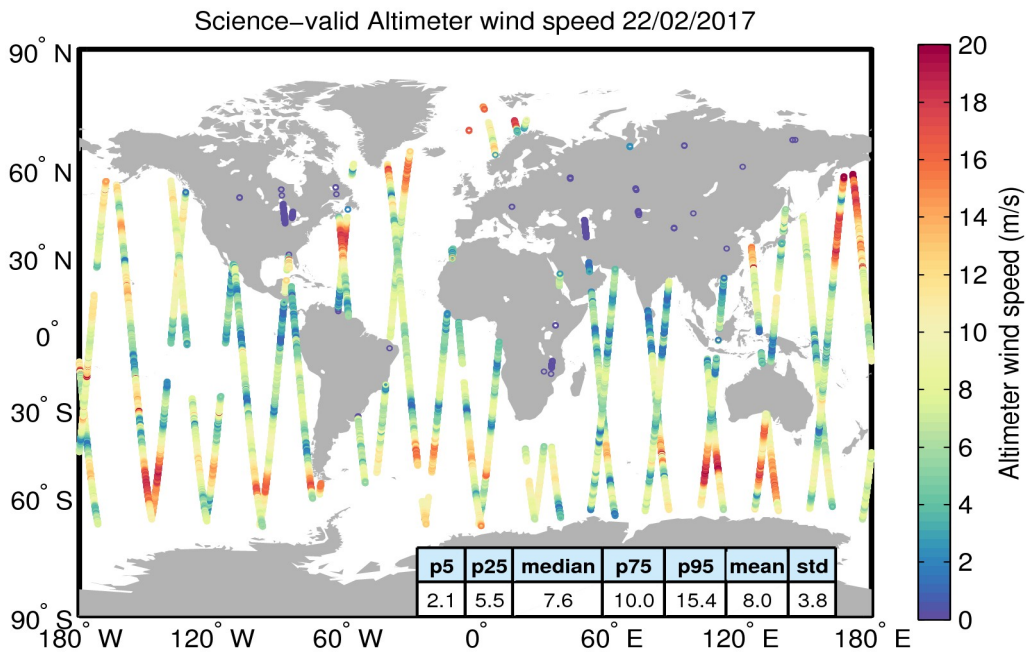 Science−valid Altimeter wind speed 22/02/2017
90° N
60° N
30° N
0°
30° S
60° S
90° S
180° W
120° W
60° W
0°
60° E
120° E
180° E
p5 p25 median p75 p95 mean std
2.1 5.5 7.6 10.0 15.4 8.0 3.8
20
18
16
14
12
10
8
6
4
2
0
Altimeter wind speed (m/s)